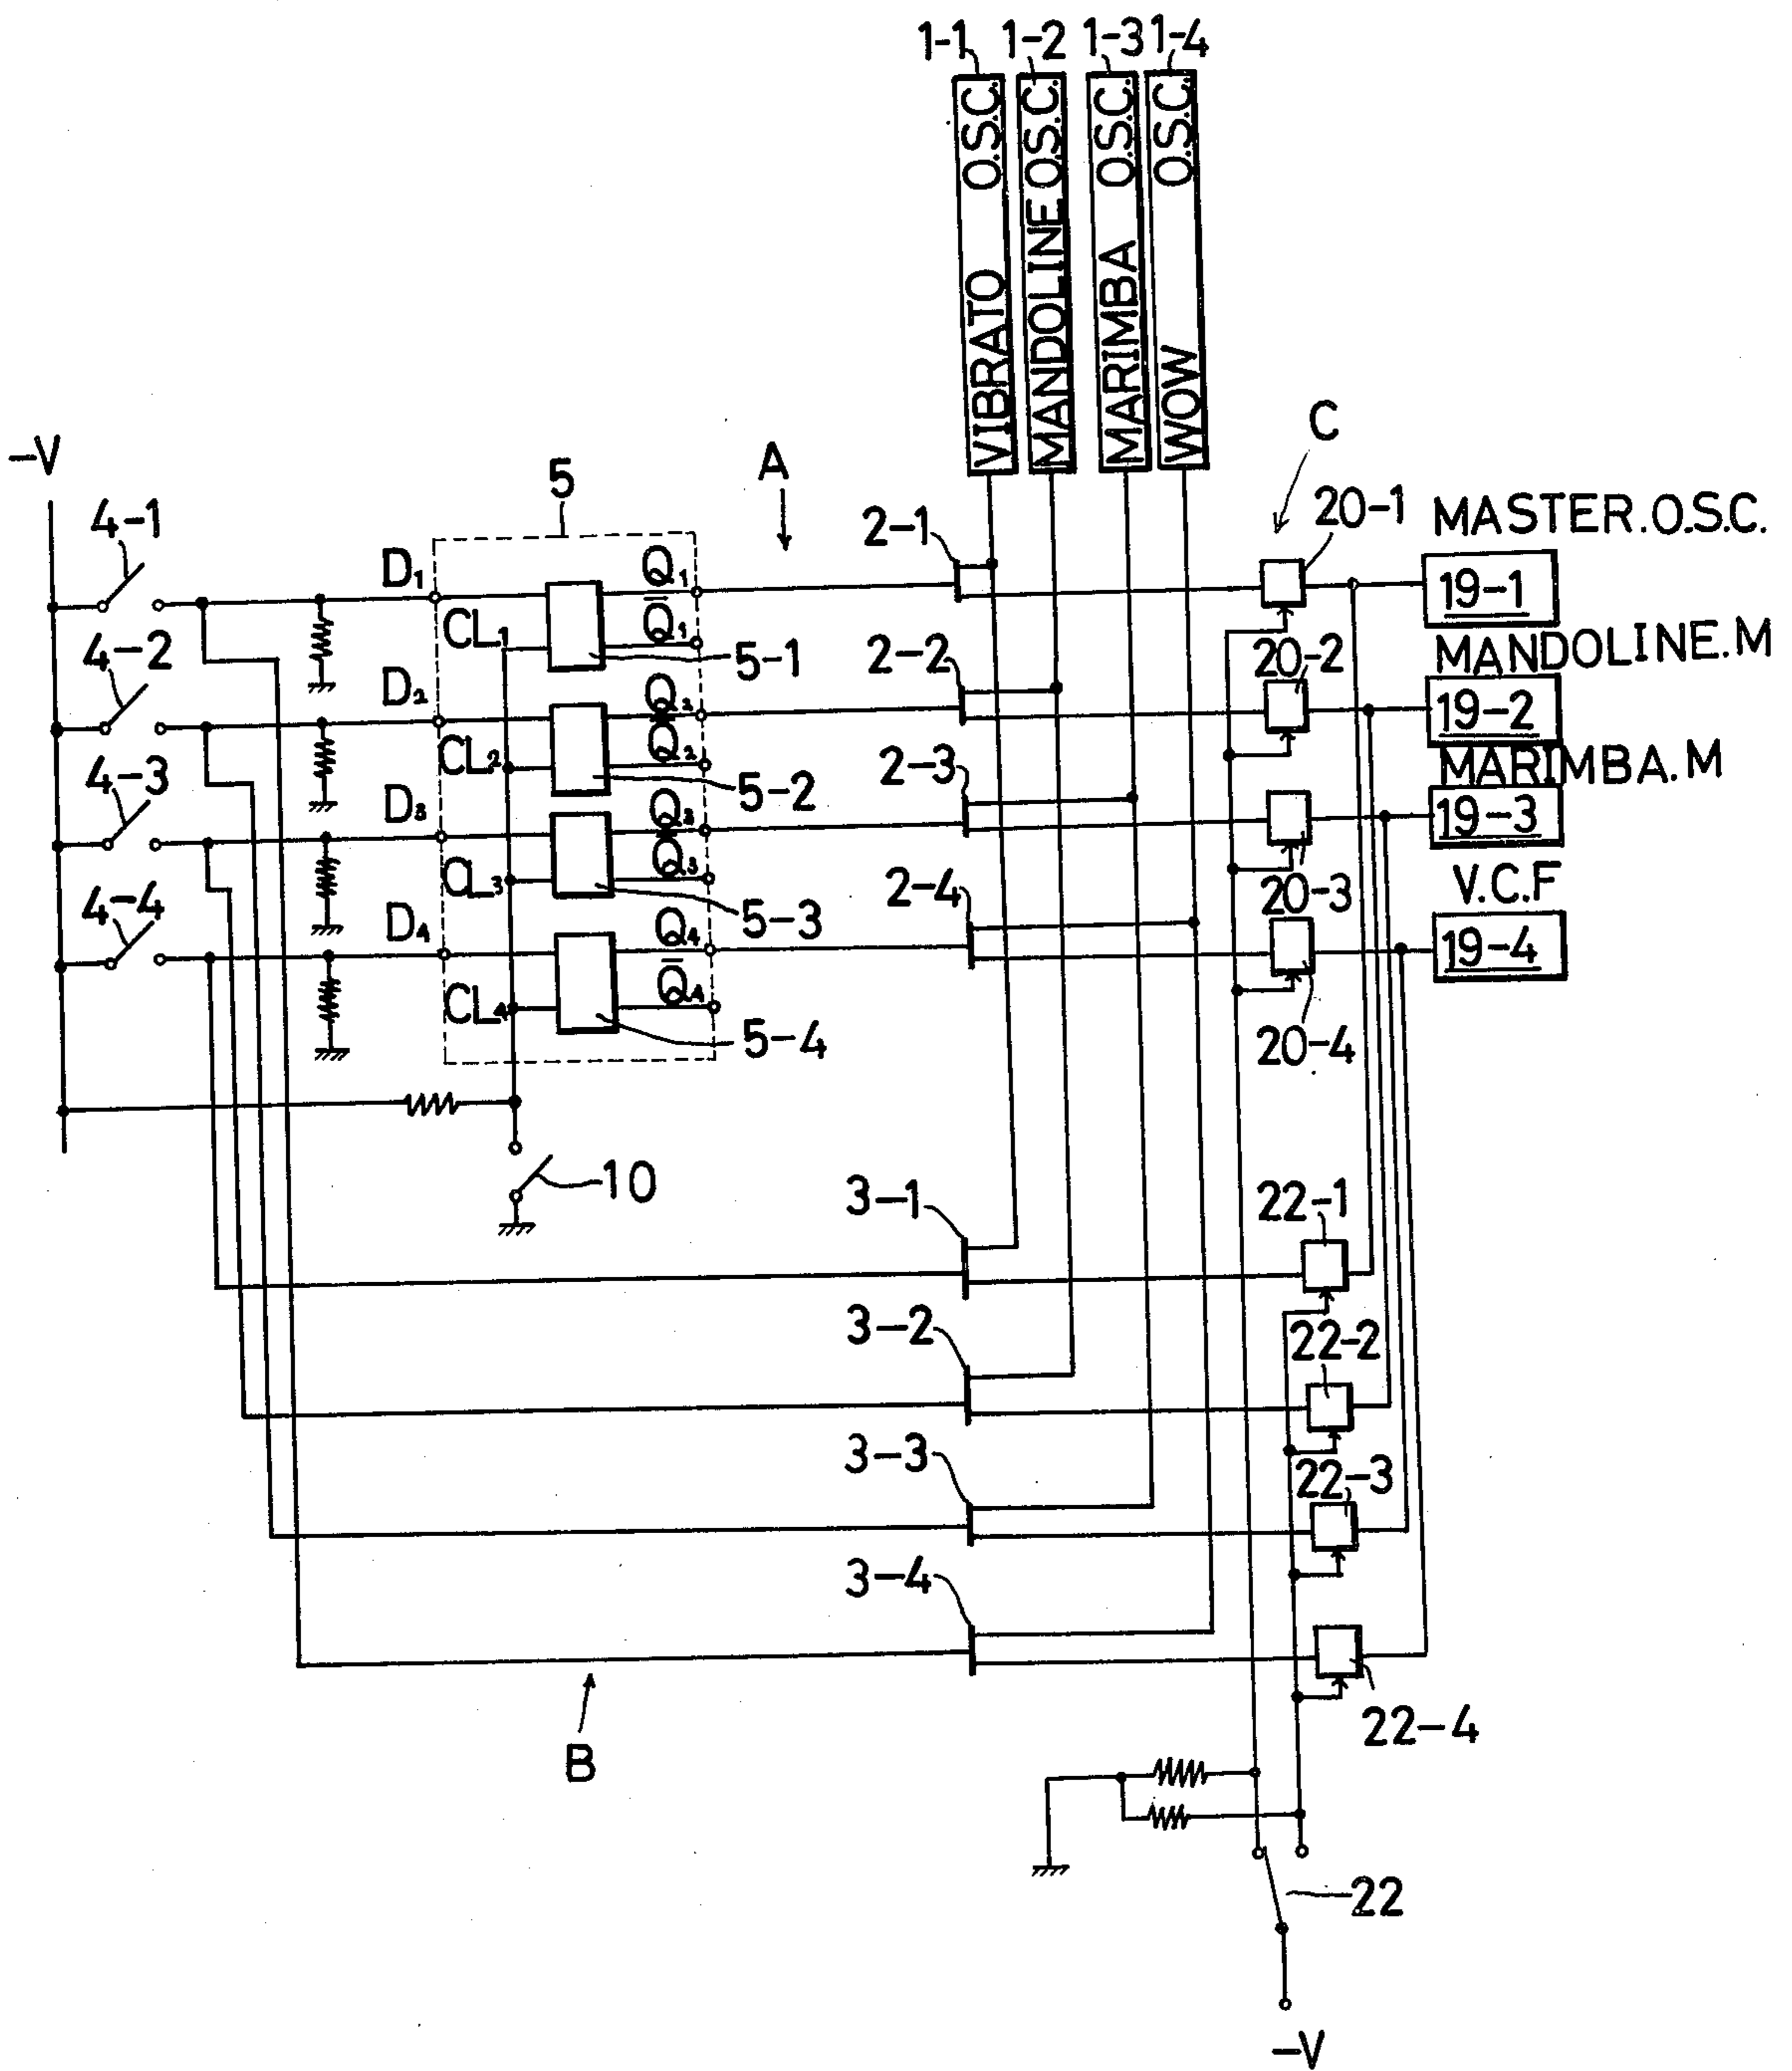 1-1 1-2 1-3 1-4
VIBRATO O.S.C.
MANDOLINE.O.S.C.
MARIMBA O.S.C.
WOW O.S.C.
C
-V
A
5
4-1
2-1
20-1
MASTER.O.S.C.
D1
Q1
19-1
CL1
Q̅1
5-1
4-2
2-2
20-2
MANDOLINE.M
D2
Q2
19-2
CL2
Q̅2
5-2
4-3
2-3
MARIMBA.M
D3
Q3
19-3
CL3
Q̅3
5-3
20-3
4-4
2-4
V.C.F
D4
Q4
19-4
CL4
Q̅4
5-4
20-4
10
3-1
22-1
3-2
22-2
3-3
22-3
3-4
22-4
B
22
-V